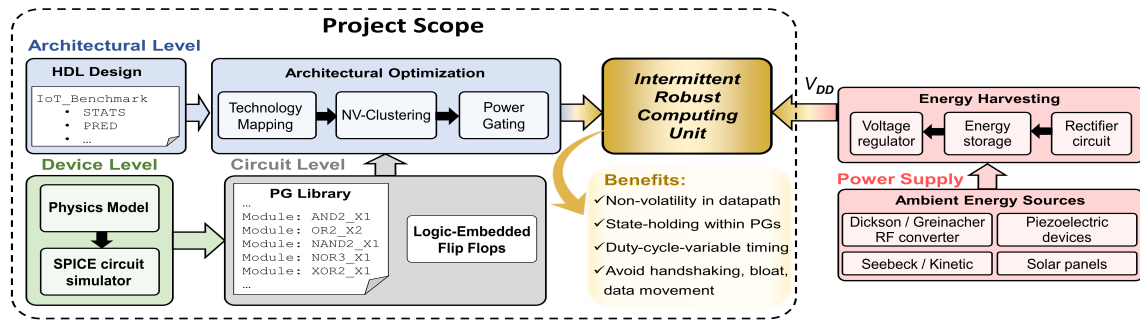 Project Scope
Architectural Level
HDL Design
IoT_Benchmark
• STATS
• PRED
• …
Architectural Optimization
Technology
Mapping
NV-Clustering
Power
Gating
Intermittent
Robust
Computing
Unit
VDD
Energy Harvesting
Voltage
regulator
Energy
storage
Rectifier
circuit
Device Level
Physics Model
SPICE circuit
simulator
Circuit Level
PG Library
…
Module: AND2_X1
Module: OR2_X2
Module: NAND2_X1
Module: NOR3_X1
Module: XOR2_X1
…
Logic-Embedded
Flip Flops
Benefits:
✓Non-volatility in datapath
✓State-holding within PGs
✓Duty-cycle-variable timing
✓Avoid handshaking, bloat,
data movement
Power Supply
Ambient Energy Sources
Dickson / Greinacher
RF converter
Piezoelectric
devices
Seebeck / Kinetic
Solar panels